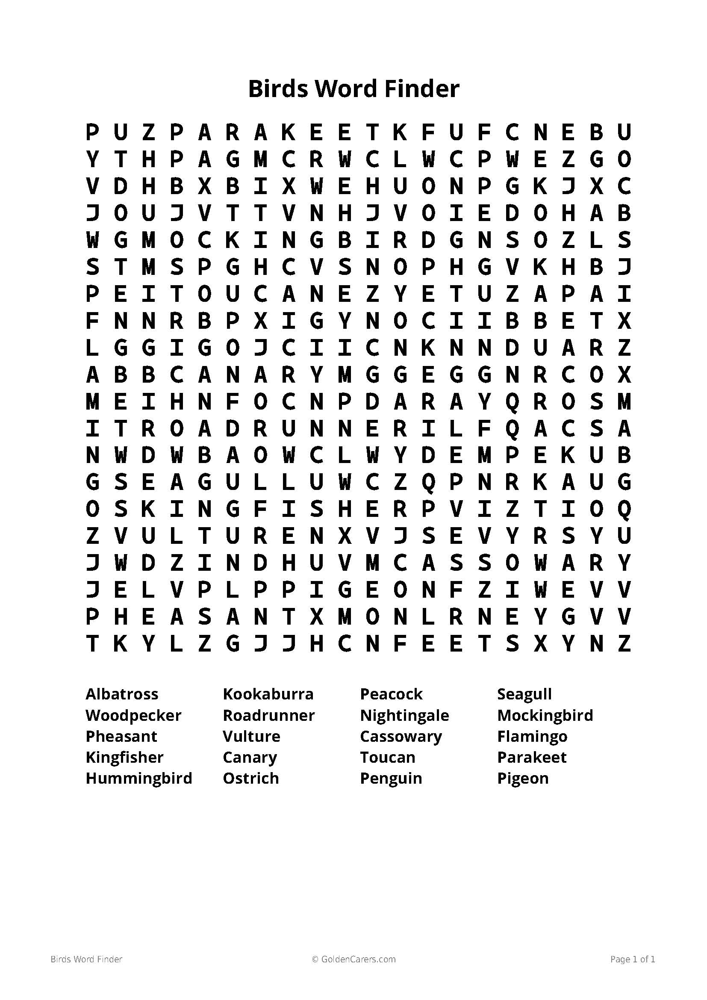 Birds Word Finder
P U Z P A R A K E E T K F U F C N E B U
Y T H P A G M C R W C L W C P W E Z G O
V D H B X B I X W E H U O N P G K J X C
J O U J V T T V N H J V O I E D O H A B
W G M O C K I N G B I R D G N S O Z L S
S T M S P G H C V S N O P H G V K H B J
P E I T O U C A N E Z Y E T U Z A P A I
F N N R B P X I G Y N O C I I B B E T X
L G G I G O J C I I C N K N N D U A R Z
A B B C A N A R Y M G G E G G N R C O X
M E I H N F O C N P D A R A Y Q R O S M
I T R O A D R U N N E R I L F Q A C S A
N W D W B A O W C L W Y D E M P E K U B
G S E A G U L L U W C Z Q P N R K A U G
O S K I N G F I S H E R P V I Z T I O Q
Z V U L T U R E N X V J S E V Y R S Y U
J W D Z I N D H U V M C A S S O W A R Y
J E L V P L P P I G E O N F Z I W E V V
P H E A S A N T X M O N L R N E Y G V V
T K Y L Z G J J H C N F E E T S X Y N Z
Albatross Kookaburra Peacock Seagull
Woodpecker Roadrunner Nightingale Mockingbird
Pheasant Vulture Cassowary Flamingo
Kingfisher Canary Toucan Parakeet
Hummingbird Ostrich Penguin Pigeon
Birds Word Finder © GoldenCarers.com Page 1 of 1